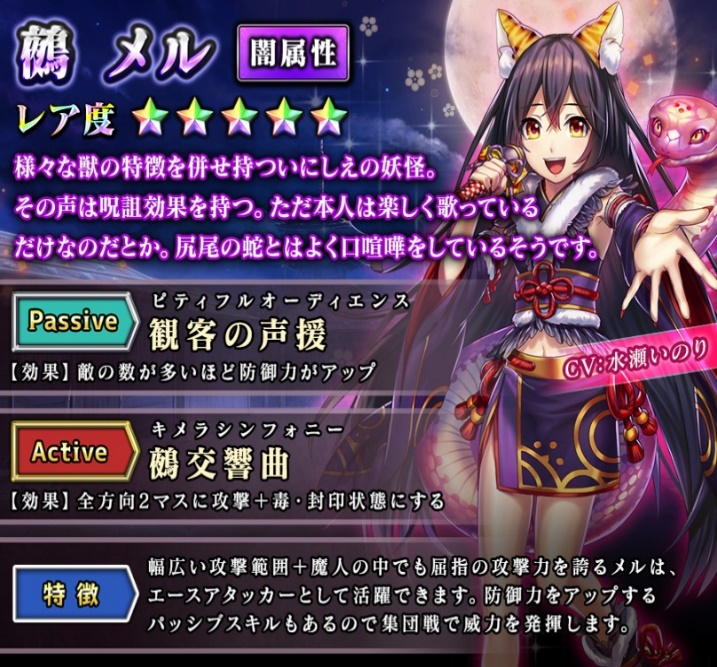 鵺 メル 闇属性
レア度 ★★★★★
様々な獣の特徴を併せ持ついにしえの妖怪。
その声は呪詛効果を持つ。ただ本人は楽しく歌っている
だけなのだとか。尻尾の蛇とはよく口喧嘩をしているそうです。
CV:水瀬いのり
Passive
ピティフルオーディエンス
観客の声援
【効果】敵の数が多いほど防御力がアップ
Active
キメラシンフォニー
鵺交響曲
【効果】全方向2マスに攻撃+毒・封印状態にする
特徴
幅広い攻撃範囲+魔人の中でも屈指の攻撃力を誇るメルは、
エースアタッカーとして活躍できます。防御力をアップする
パッシブスキルもあるので集団戦で威力を発揮します。